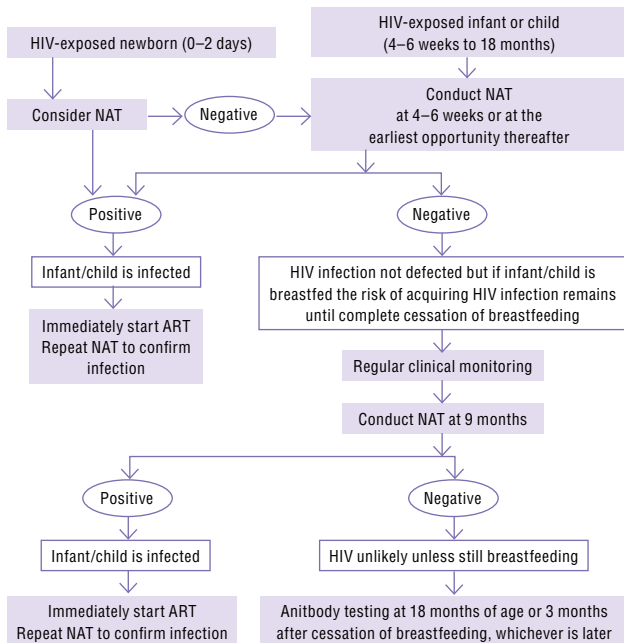 HIV-exposed newborn (0–2 days)
HIV-exposed infant or child
(4–6 weeks to 18 months)
Consider NAT
Negative
Conduct NAT
at 4–6 weeks or at the
earliest opportunity thereafter
Positive
Negative
Infant/child is infected
HIV infection not defected but if infant/child is
breastfed the risk of acquiring HIV infection remains
until complete cessation of breastfeeding
Immediately start ART
Repeat NAT to confirm
infection
Regular clinical monitoring
Conduct NAT at 9 months
Positive
Negative
Infant/child is infected
HIV unlikely unless still breastfeeding
Immediately start ART
Repeat NAT to confirm infection
Anitbody testing at 18 months of age or 3 months
after cessation of breastfeeding, whichever is later